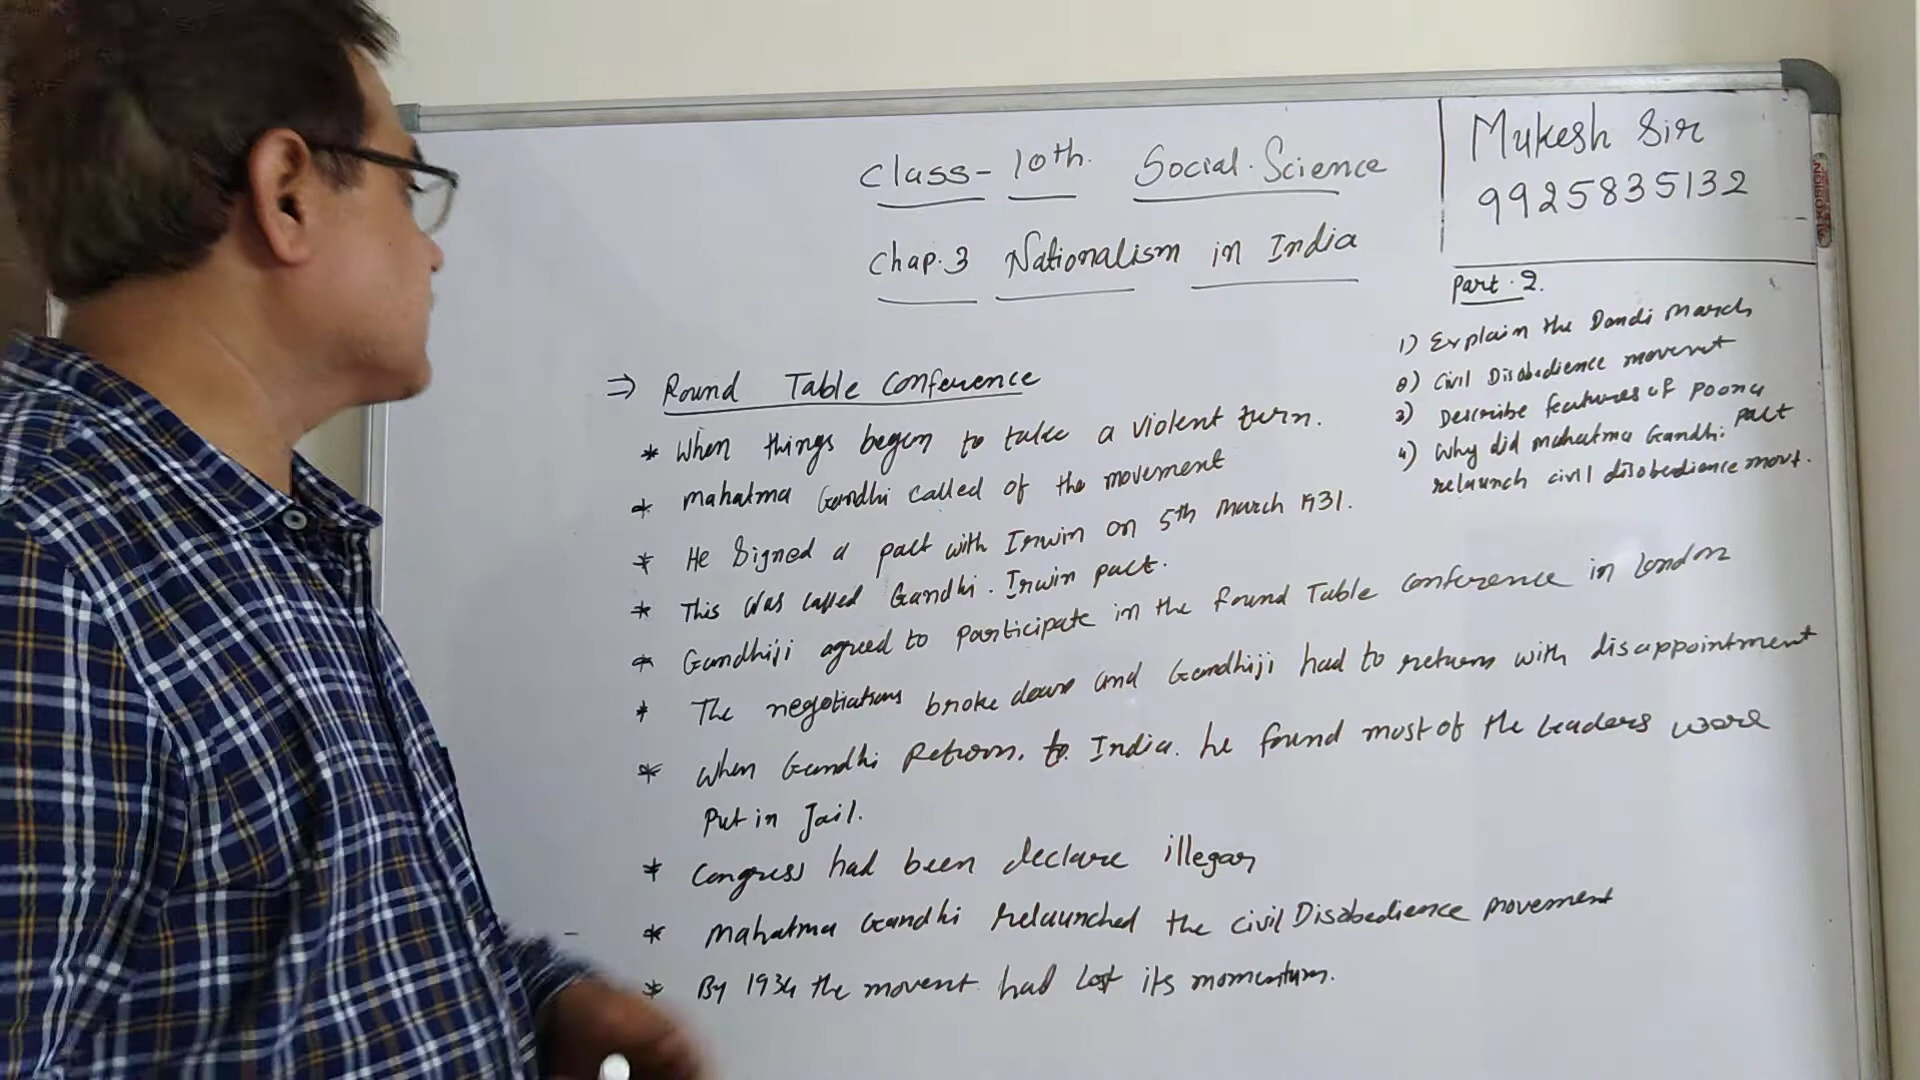 Class - 10th. Social. Science
Chap. 3 Nationalism in India
Mukesh Sir
9925835132
Part. 2.
1) Explain the Dandi March
2) Civil Disobedience movemet
3) Describe features of Poona Pact
4) Why did mahatma Gandhi
relaunch civil disobedience movt.
⇒ Round Table Conference
* When things began to take a violent turn.
* Mahatma Gandhi called of the movement
* He Signed a pact with Irwin on 5th March 1931.
* This was called Gandhi. Irwin pact.
* Gandhiji agreed to participate in the Round Table conference in London
* The negotiations broke down and Gandhiji had to return with disappointment
* When Gandhi Return. to. India. he found most of the Leaders were
Put in Jail.
* Congress had been declare illegal
* Mahatma Gandhi relaunched the Civil Disobedience Movement
* By 1934 the movent had lost its momentum.